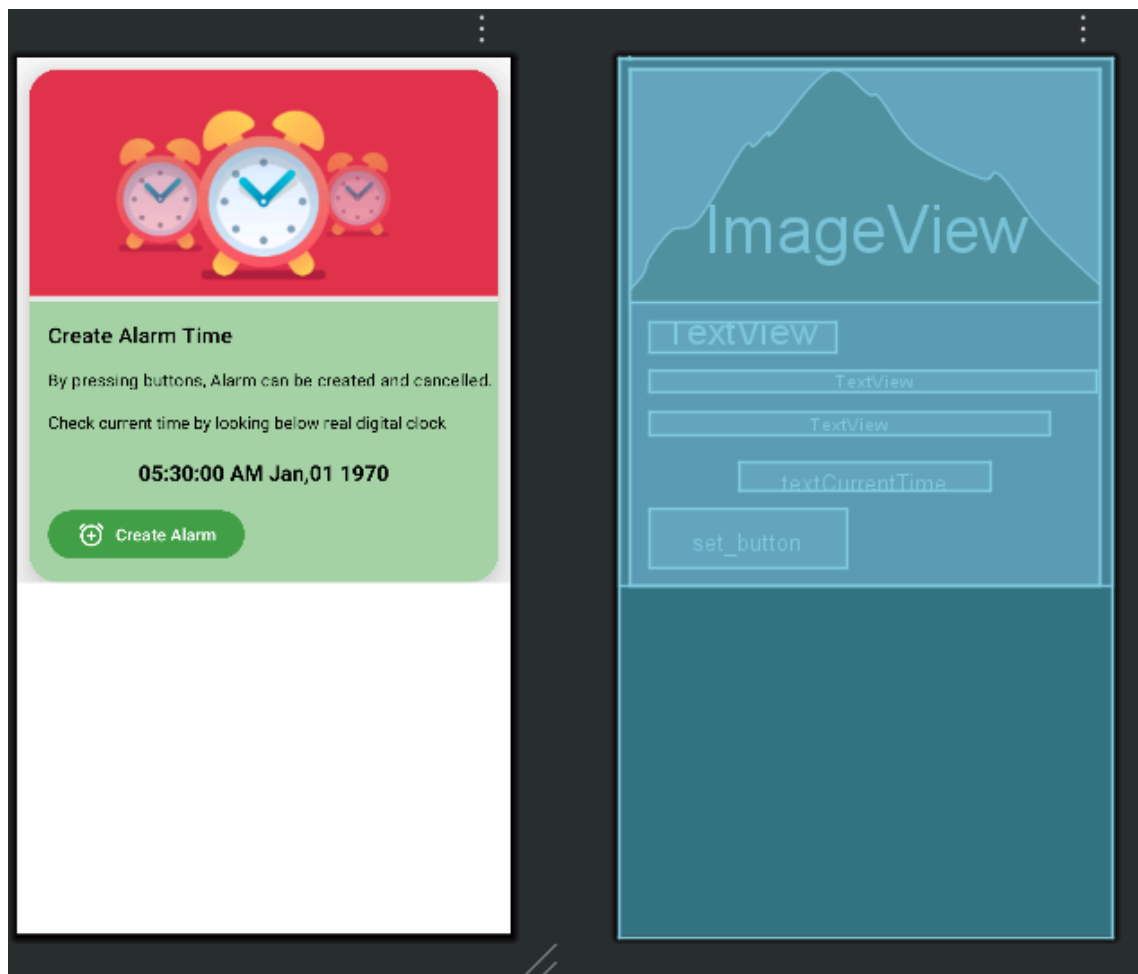 Create Alarm Time
By pressing buttons, Alarm can be created and cancelled.
Check current time by looking below real digital clock
05:30:00 AM Jan,01 1970
Create Alarm
ImageView
TextView
TextView
TextView
textCurrentTime
set_button